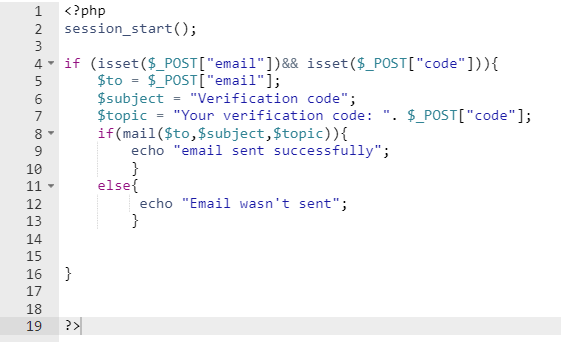 1 <?php
2 session_start();
3
4 if (isset($_POST["email"])&& isset($_POST["code"])){
5     $to = $_POST["email"];
6     $subject = "Verification code";
7     $topic = "Your verification code: ". $_POST["code"];
8     if(mail($to,$subject,$topic)){
9         echo "email sent successfully";
10         }
11     else{
12          echo "Email wasn't sent";
13         }
14
15
16 }
17
18
19 ?>